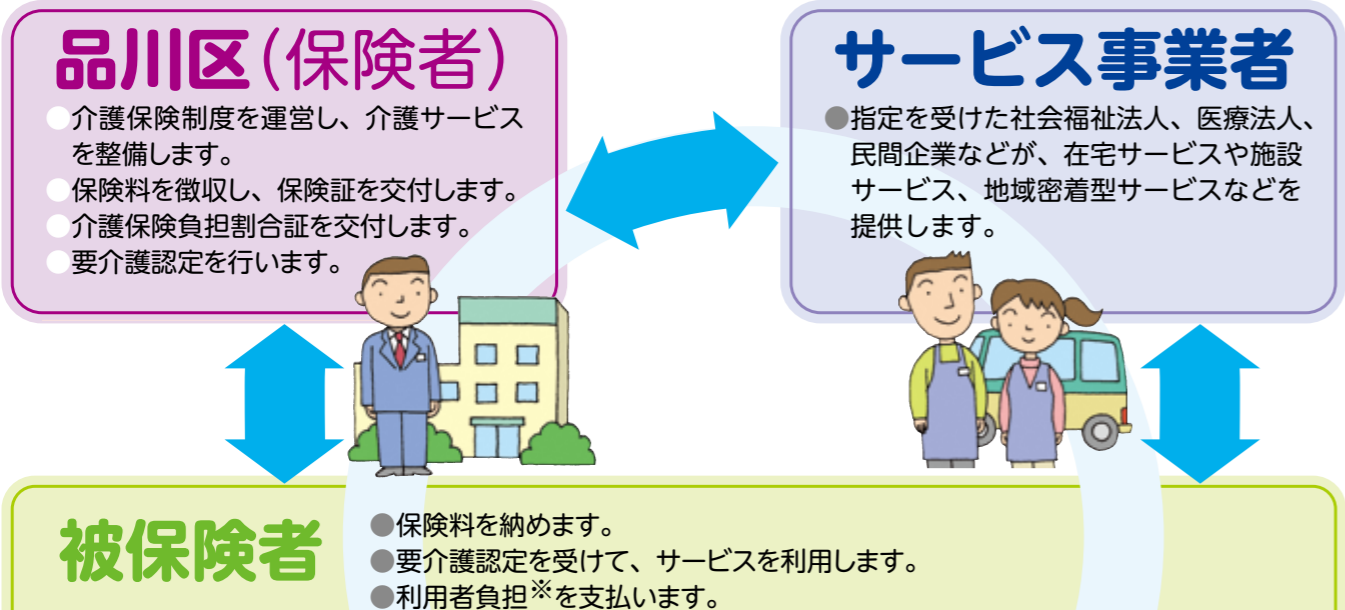 品川区(保険者)
●介護保険制度を運営し、介護サービス
を整備します。
●保険料を徴収し、保険証を交付します。
●介護保険負担割合証を交付します。
●要介護認定を行います。
サービス事業者
●指定を受けた社会福祉法人、医療法人、
民間企業などが、在宅サービスや施設
サービス、地域密着型サービスなどを
提供します。
被保険者
●保険料を納めます。
●要介護認定を受けて、サービスを利用します。
●利用者負担※を支払います。